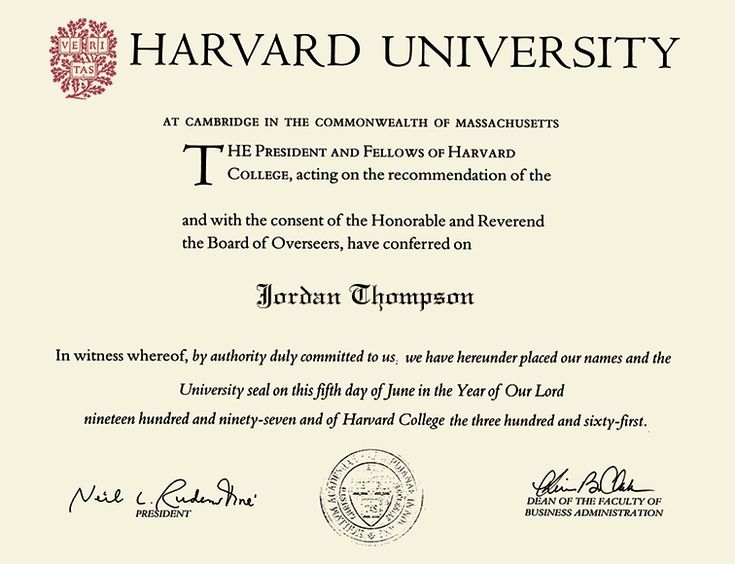 VE RI
TAS
HARVARD UNIVERSITY
AT CAMBRIDGE IN THE COMMONWEALTH OF MASSACHUSETTS
THE PRESIDENT AND FELLOWS OF HARVARD
COLLEGE, acting on the recommendation of the
and with the consent of the Honorable and Reverend
the Board of Overseers, have conferred on
Jordan Thompson
In witness whereof, by authority duly committed to us, we have hereunder placed our names and the
University seal on this fifth day of June in the Year of Our Lord
nineteen hundred and ninety-seven and of Harvard College the three hundred and sixty-first.
Neil L. Rudenstine
PRESIDENT
DEAN OF THE FACULTY OF
BUSINESS ADMINISTRATION